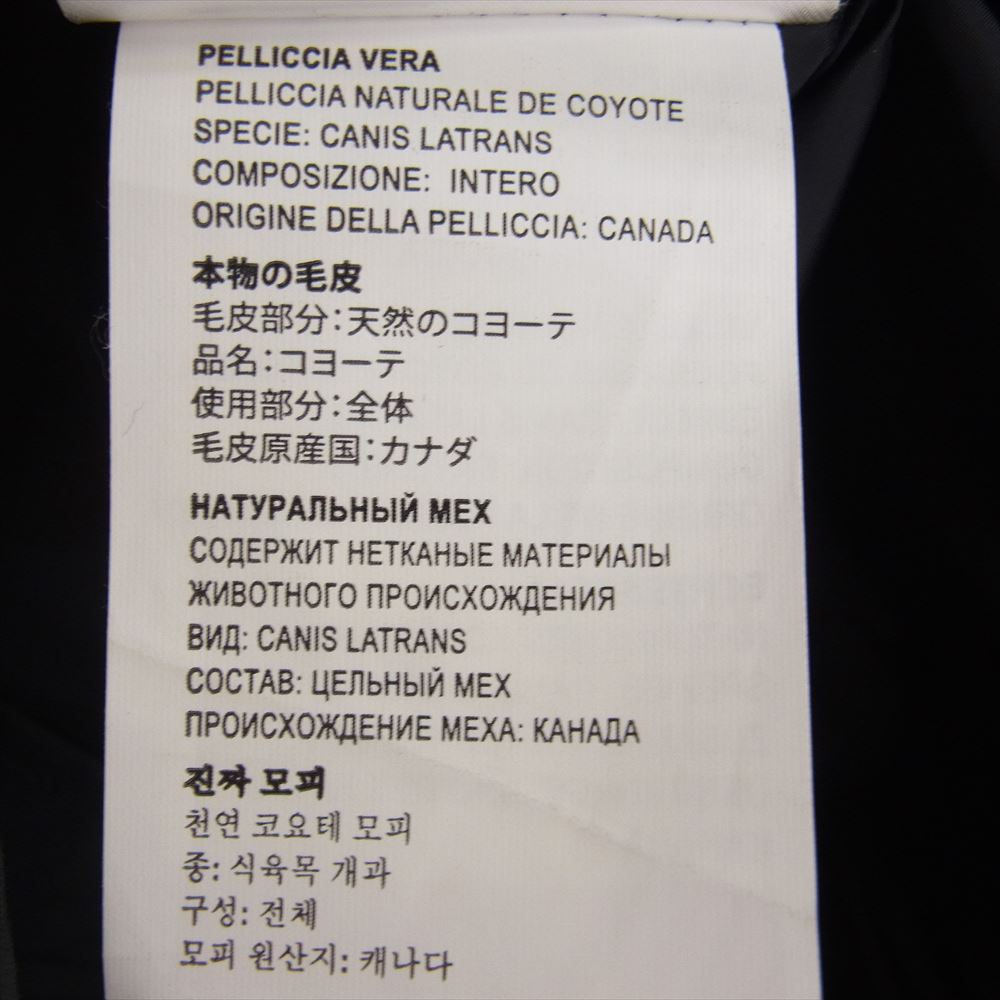 PELLICCIA VERA
PELLICCIA NATURALE DE COYOTE
SPECIE: CANIS LATRANS
COMPOSIZIONE: INTERO
ORIGINE DELLA PELLICCIA: CANADA
本物の毛皮
毛皮部分:天然のコヨーテ
品名:コヨーテ
使用部分:全体
毛皮原産国:カナダ
НАТУРАЛЬНЫЙ МЕХ
СОДЕРЖИТ НЕТКАНЫЕ МАТЕРИАЛЫ
ЖИВОТНОГО ПРОИСХОЖДЕНИЯ
ВИД: CANIS LATRANS
СОСТАВ: ЦЕЛЬНЫЙ МЕХ
ПРОИСХОЖДЕНИЕ МЕХА: КАНАДА
진짜 모피
천연 코요테 모피
종: 식육목 개과
구성: 전체
모피 원산지: 캐나다